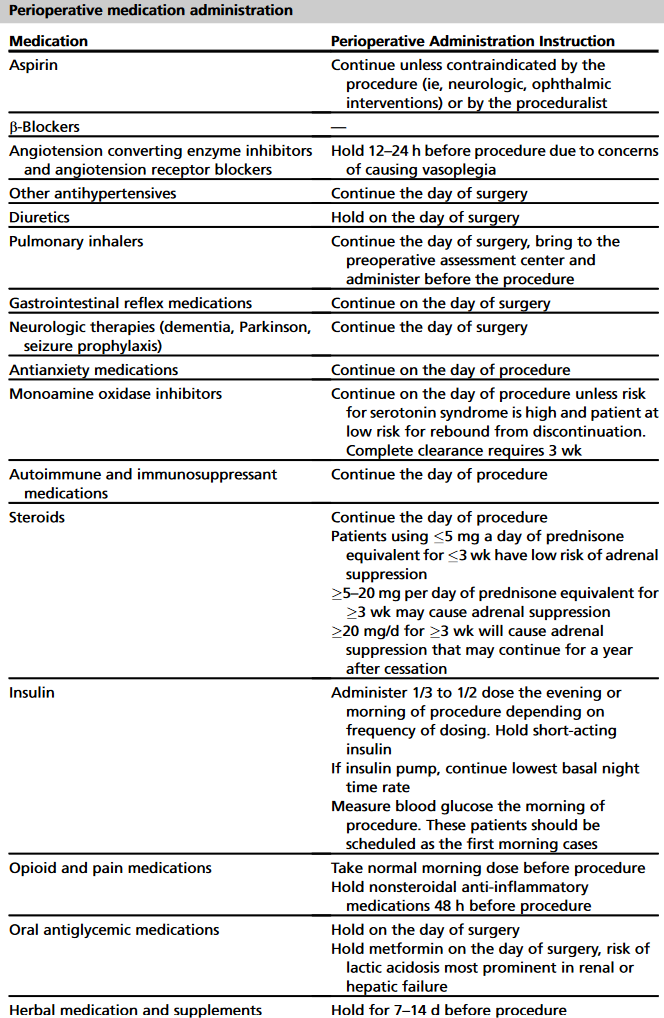 Perioperative medication administration
Medication Perioperative Administration Instruction
Aspirin Continue unless contraindicated by the
procedure (ie, neurologic, ophthalmic
interventions) or by the proceduralist
β-Blockers —
Angiotension converting enzyme inhibitors Hold 12–24 h before procedure due to concerns
and angiotension receptor blockers of causing vasoplegia
Other antihypertensives Continue the day of surgery
Diuretics Hold on the day of surgery
Pulmonary inhalers Continue the day of surgery, bring to the
preoperative assessment center and
administer before the procedure
Gastrointestinal reflex medications Continue on the day of surgery
Neurologic therapies (dementia, Parkinson, Continue the day of surgery
seizure prophylaxis)
Antianxiety medications Continue on the day of procedure
Monoamine oxidase inhibitors Continue on the day of procedure unless risk
for serotonin syndrome is high and patient at
low risk for rebound from discontinuation.
Complete clearance requires 3 wk
Autoimmune and immunosuppressant Continue the day of procedure
medications
Steroids Continue the day of procedure
Patients using ≤5 mg a day of prednisone
equivalent for ≤3 wk have low risk of adrenal
suppression
≥5–20 mg per day of prednisone equivalent for
≥3 wk may cause adrenal suppression
≥20 mg/d for ≥3 wk will cause adrenal
suppression that may continue for a year
after cessation
Insulin Administer 1/3 to 1/2 dose the evening or
morning of procedure depending on
frequency of dosing. Hold short-acting
insulin
If insulin pump, continue lowest basal night
time rate
Measure blood glucose the morning of
procedure. These patients should be
scheduled as the first morning cases
Opioid and pain medications Take normal morning dose before procedure
Hold nonsteroidal anti-inflammatory
medications 48 h before procedure
Oral antiglycemic medications Hold on the day of surgery
Hold metformin on the day of surgery, risk of
lactic acidosis most prominent in renal or
hepatic failure
Herbal medication and supplements Hold for 7–14 d before procedure